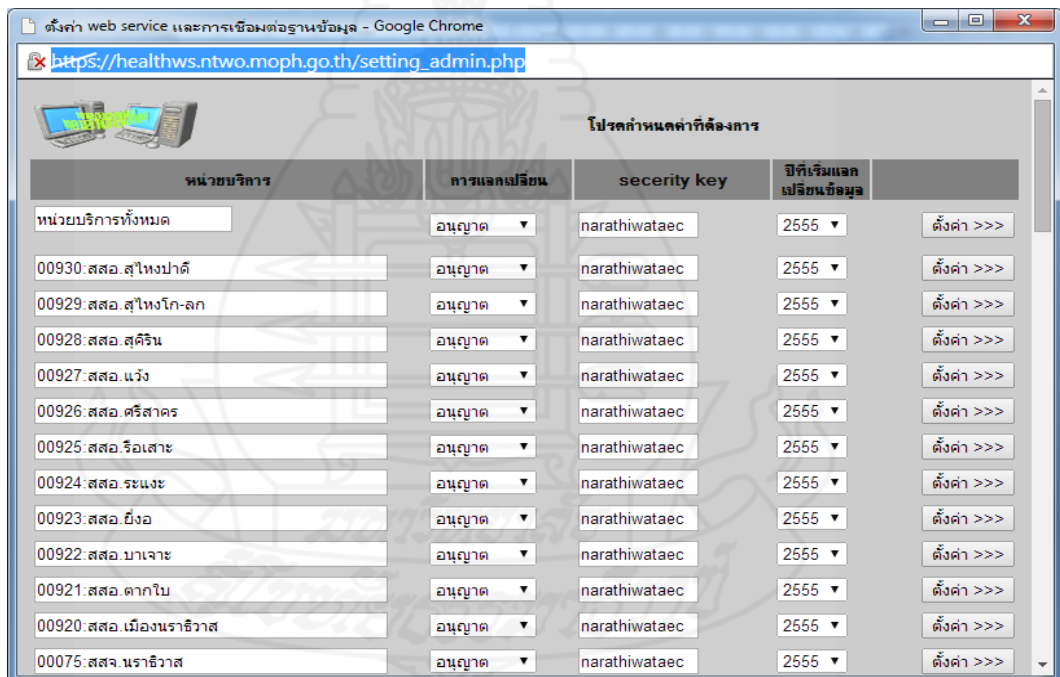 ตั้งค่า web service และการเชื่อมต่อฐานข้อมูล - Google Chrome
https://healthws.ntwo.moph.go.th/setting_admin.php
โปรดกำหนดค่าที่ต้องการ
หน่วยบริการ การแลกเปลี่ยน secerity key ปีที่เริ่มแลก
เปลี่ยนข้อมูล
หน่วยบริการทั้งหมด อนุญาต narathiwataec 2555 ตั้งค่า >>>
00930:สสอ.สุไหงปาดี อนุญาต narathiwataec 2555 ตั้งค่า >>>
00929:สสอ.สุไหงโก-ลก อนุญาต narathiwataec 2555 ตั้งค่า >>>
00928:สสอ.สุคิริน อนุญาต narathiwataec 2555 ตั้งค่า >>>
00927:สสอ.แว้ง อนุญาต narathiwataec 2555 ตั้งค่า >>>
00926:สสอ.ศรีสาคร อนุญาต narathiwataec 2555 ตั้งค่า >>>
00925:สสอ.รือเสาะ อนุญาต narathiwataec 2555 ตั้งค่า >>>
00924:สสอ.ระแงะ อนุญาต narathiwataec 2555 ตั้งค่า >>>
00923:สสอ.ยี่งอ อนุญาต narathiwataec 2555 ตั้งค่า >>>
00922:สสอ.บาเจาะ อนุญาต narathiwataec 2555 ตั้งค่า >>>
00921:สสอ.ตากใบ อนุญาต narathiwataec 2555 ตั้งค่า >>>
00920:สสอ.เมืองนราธิวาส อนุญาต narathiwataec 2555 ตั้งค่า >>>
00075:สสจ.นราธิวาส อนุญาต narathiwataec 2555 ตั้งค่า >>>